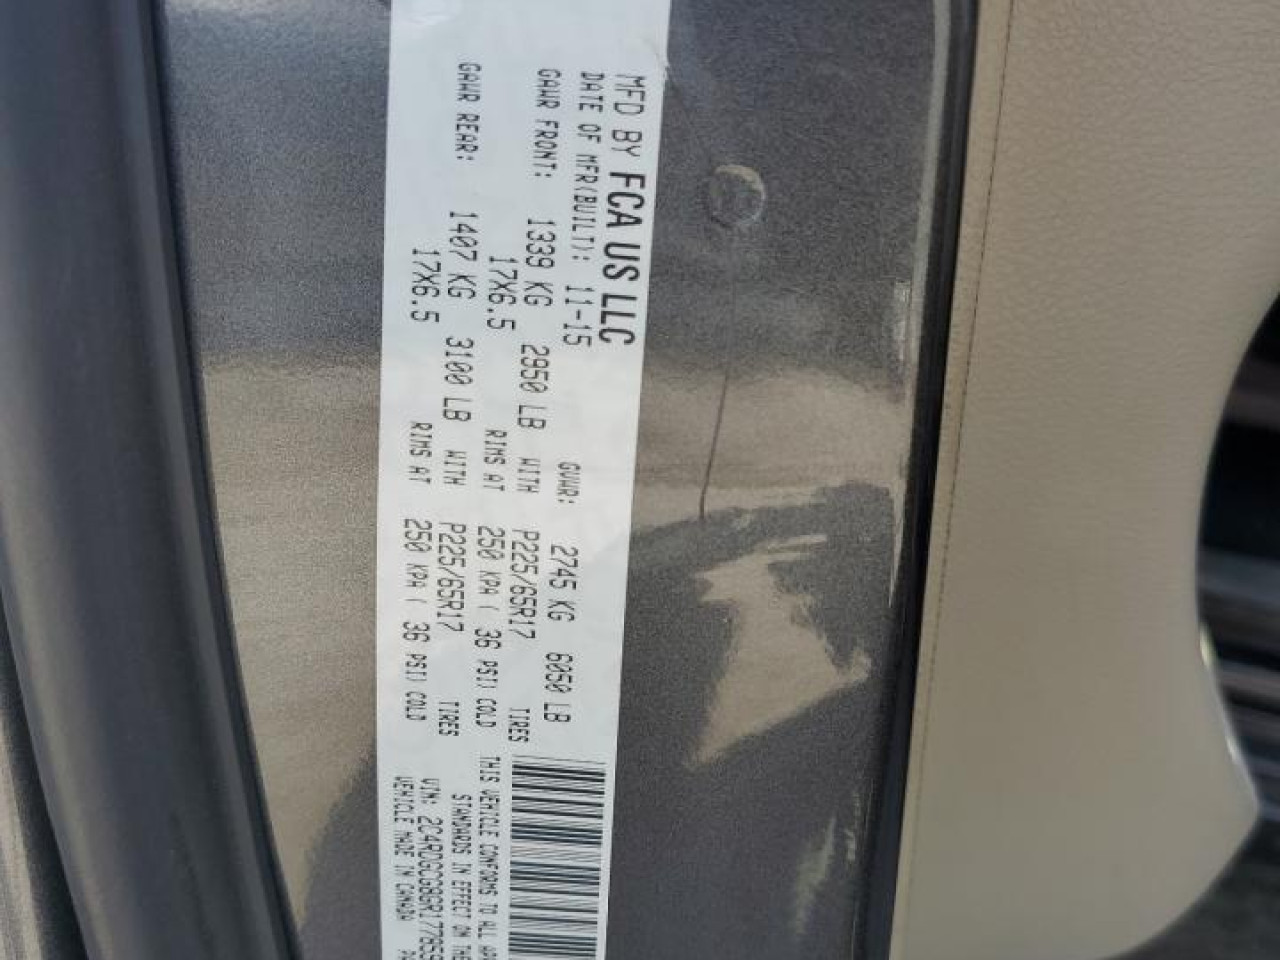 MFD BY FCA US LLC
DATE OF MFR(BUILT): 11-15 GVWR: 2745 KG 6050 LB
GAWR FRONT: 1339 KG 2950 LB WITH P225/65R17 TIRES
17X6.5 RIMS AT 250 KPA ( 36 PSI) COLD
GAWR REAR: 1407 KG 3100 LB WITH P225/65R17 TIRES
17X6.5 RIMS AT 250 KPA ( 36 PSI) COLD
THIS VEHICLE CONFORMS TO ALL
STANDARDS IN EFFECT ON THE
VIN:
VEHICLE MADE IN CANADA